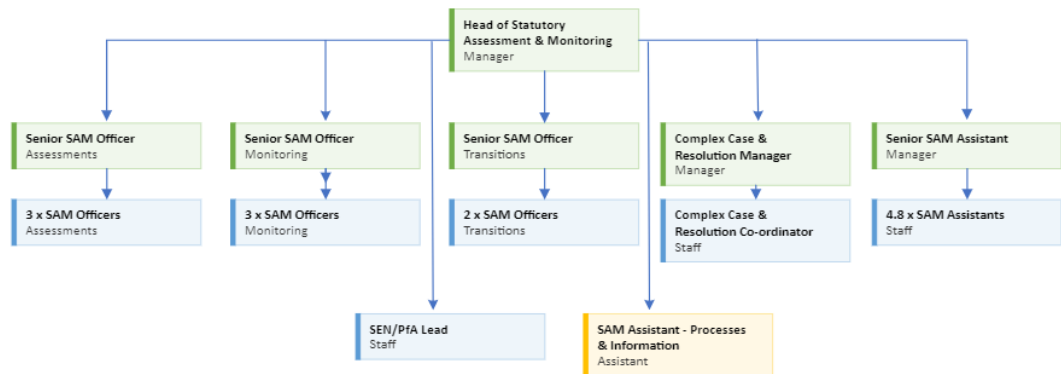 Head of Statutory
Assessment & Monitoring
Manager
Senior SAM Officer
Assessments
Senior SAM Officer
Monitoring
Senior SAM Officer
Transitions
Complex Case &
Resolution Manager
Manager
Senior SAM Assistant
Manager
3 x SAM Officers
Assessments
3 x SAM Officers
Monitoring
2 x SAM Officers
Transitions
Complex Case &
Resolution Co-ordinator
Staff
4.8 x SAM Assistants
Staff
SEN/PfA Lead
Staff
SAM Assistant - Processes
& Information
Assistant